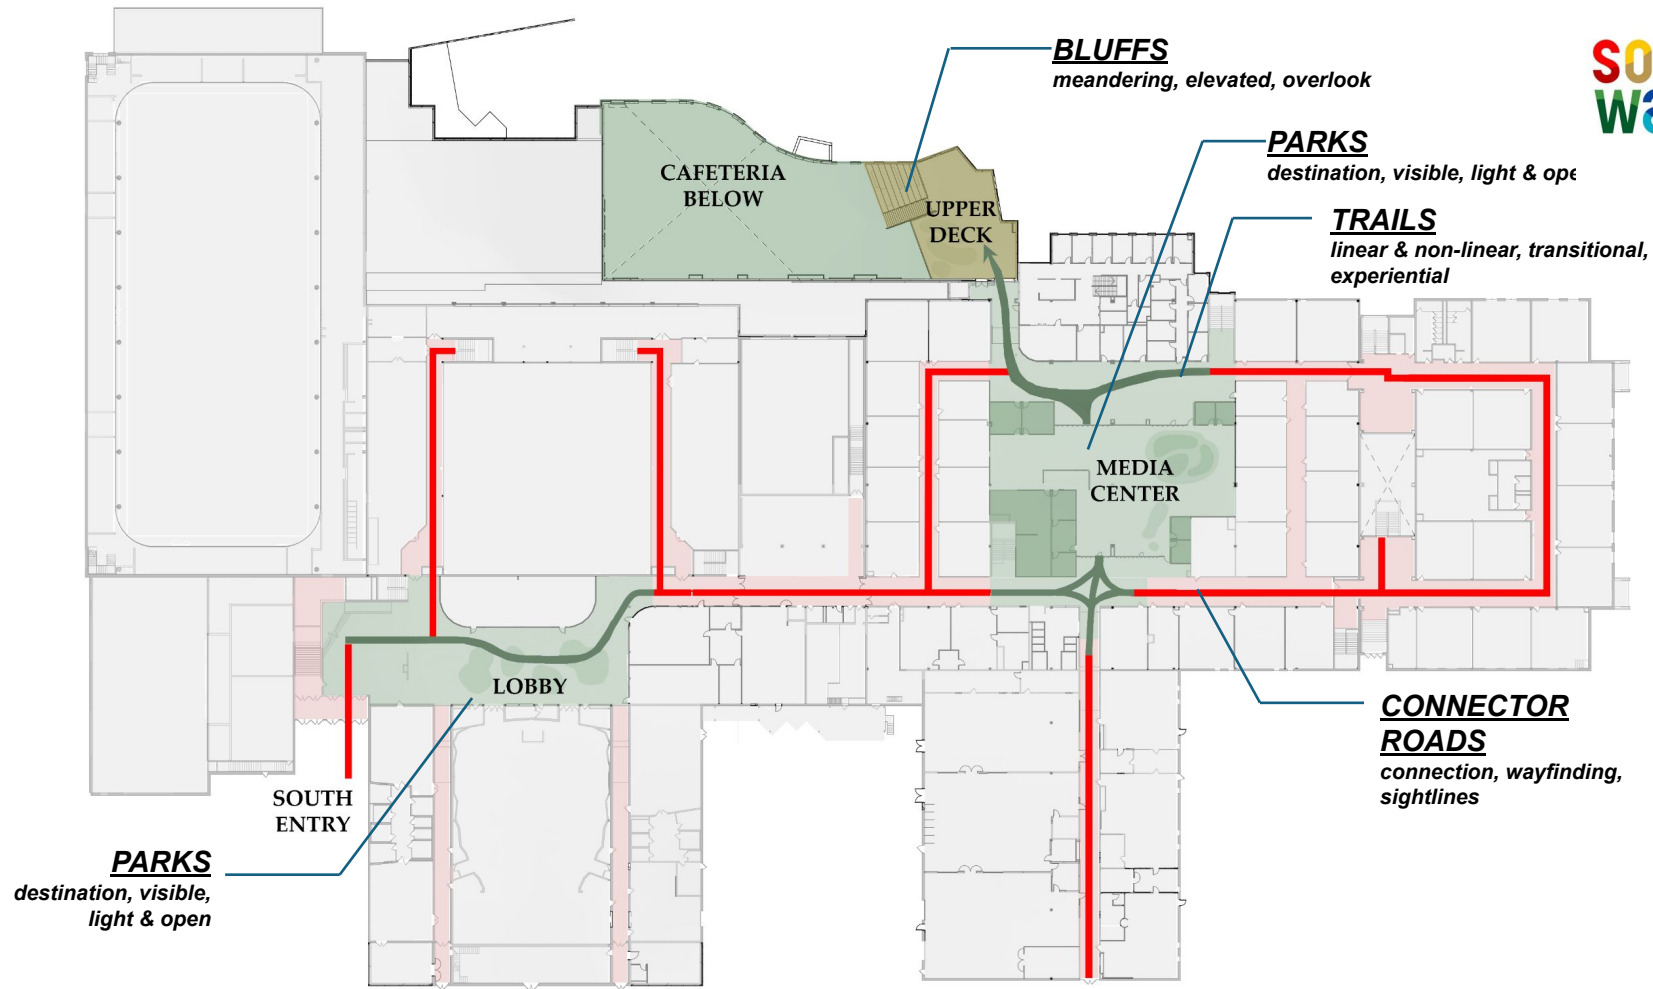 BLUFFS
meandering, elevated, overlook
PARKS
destination, visible, light &
TRAILS
linear & non-linear, transitional,
experiential
CAFETERIA
BELOW
UPPER
DECK
MEDIA
CENTER
LOBBY
SOUTH
ENTRY
CONNECTOR
ROADS
connection, wayfinding,
sightlines
PARKS
destination, visible,
light & open